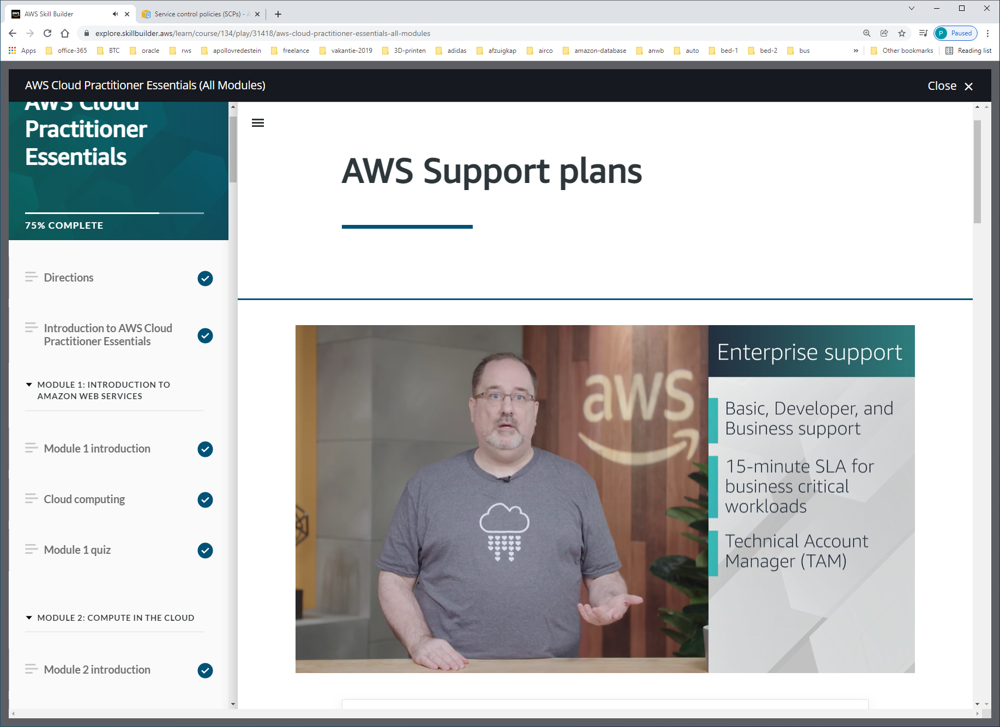 aws
AWS Skill Builder
Service control policies (SCPs) -
explore.skillbuilder.aws/learn/course/134/play/31418/aws-cloud-practitioner-essentials-all-modules
P
Paused
Apps
office-365
BTC
oracle
rws
apollovredestein
freelance
vakantie-2019
3D-printen
adidas
afzuigkap
airco
amazon-database
anwb
auto
bed-1
bed-2
bus
»
Other bookmarks
Reading list
AWS Cloud Practitioner Essentials (All Modules)
Close
AWS Cloud
Practitioner
Essentials
75% COMPLETE
Directions
Introduction to AWS Cloud
Practitioner Essentials
MODULE 1: INTRODUCTION TO
AMAZON WEB SERVICES
Module 1 introduction
Cloud computing
Module 1 quiz
MODULE 2: COMPUTE IN THE CLOUD
Module 2 introduction
AWS Support plans
aws
Enterprise support
Basic, Developer, and
Business support
15-minute SLA for
business critical
workloads
Technical Account
Manager (TAM)